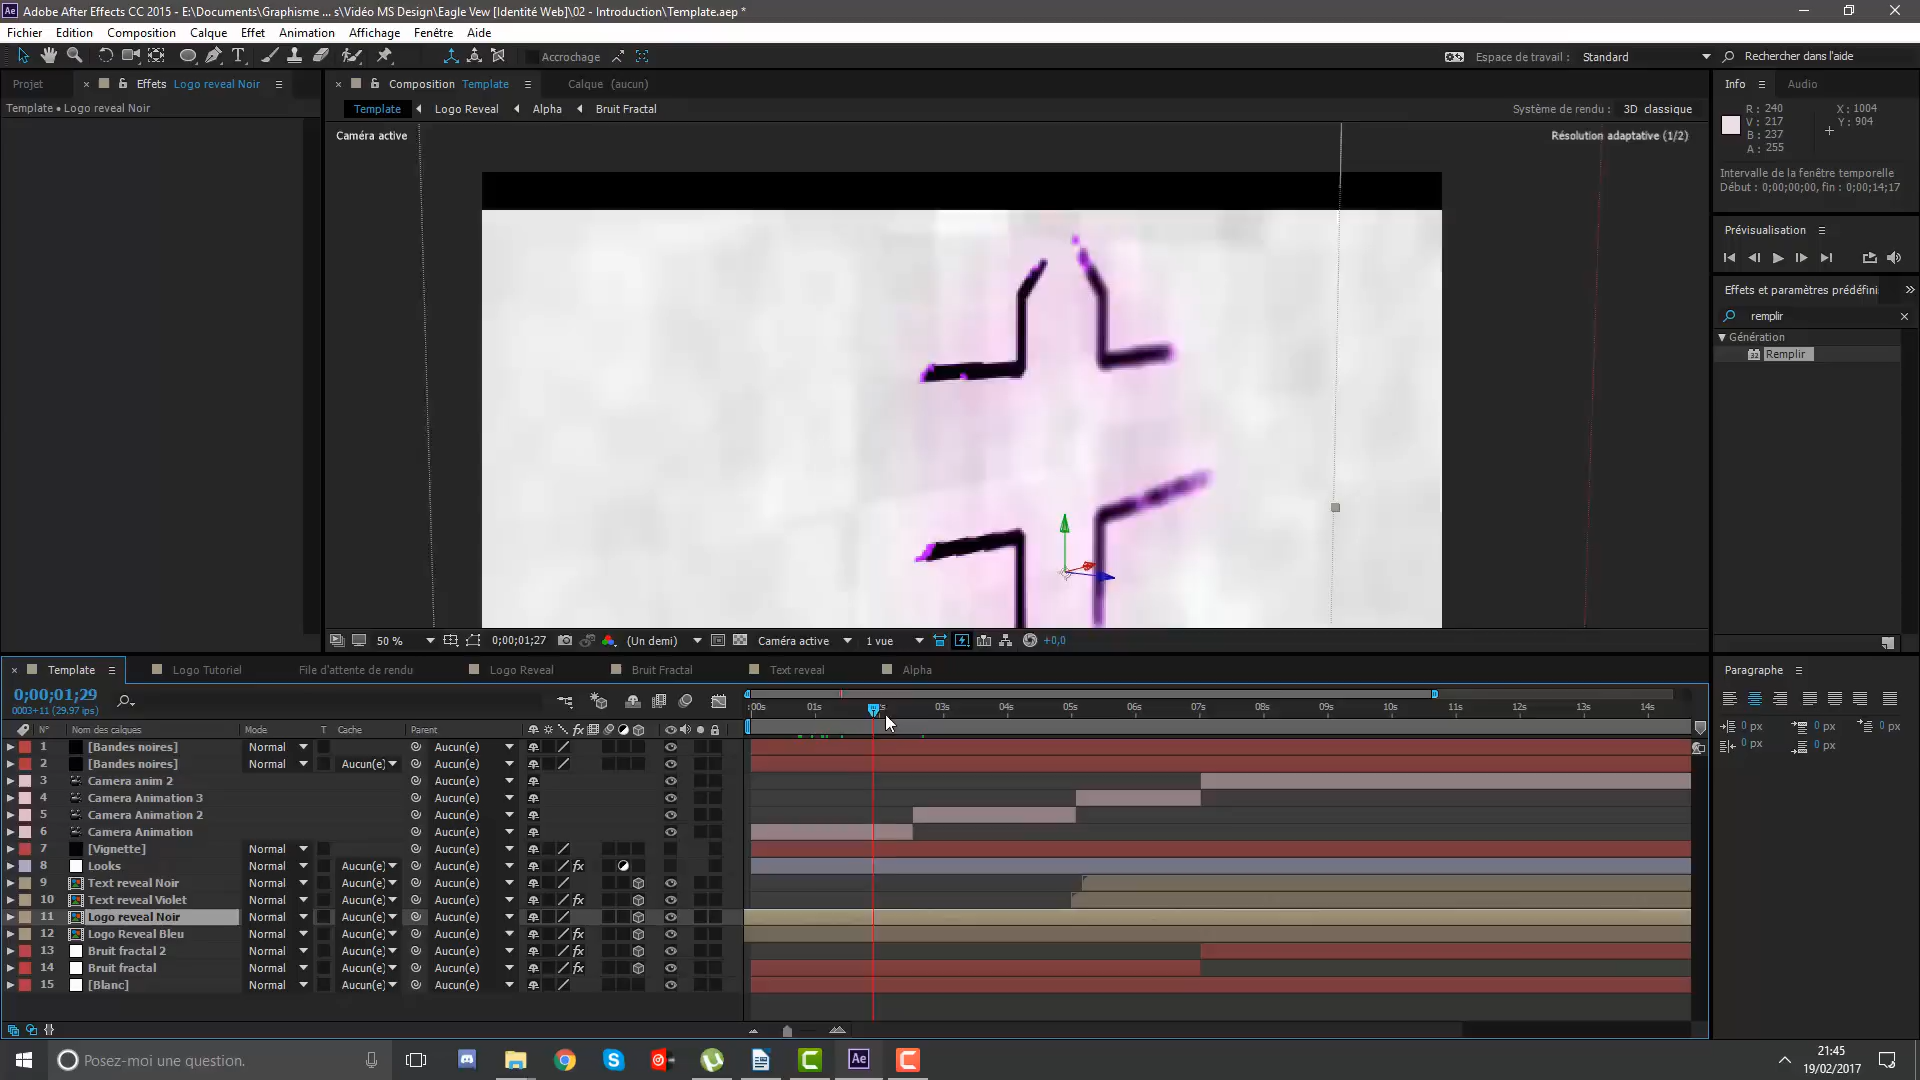 Adobe After Effects CC 2015 - E:\Documents\Graphisme ... s\Vidéo MS Design\Eagle Vew [Identité Web]\02 - Introduction\Template.aep *
Fichier Edition Composition Calque Effet Animation Affichage Fenêtre Aide
Accrochage Espace de travail : Standard Rechercher dans l'aide
Projet Effets Logo reveal Noir Composition Template Calque (aucun) Info Audio
Template • Logo reveal Noir
Template Logo Reveal Alpha Bruit Fractal Système de rendu : 3D classique
Caméra active Résolution adaptative (1/2)
R : 240 X : 1004
V : 217 Y : 904
B : 237
A : 255
Intervalle de la fenêtre temporelle
Début : 0;00;00;00, fin : 0;00;14;17
Prévisualisation
Effets et paramètres prédéfini
remplir
Génération
Remplir
50 % 0;00;01;27 (Un demi) Caméra active 1 vue +0,0
Template Logo Tutoriel File d'attente de rendu Logo Reveal Bruit Fractal Text reveal Alpha
Paragraphe
0;00;01;29
0003+11 (29.97 ips)
:00s 01s 03s 04s 05s 06s 07s 08s 09s 10s 11s 12s 13s 14s
N° Nom des calques Mode T Cache Parent
1 [Bandes noires] Normal Aucun(e)
2 [Bandes noires] Normal Aucun(e) Aucun(e)
3 Camera anim 2 Aucun(e)
4 Camera Animation 3 Aucun(e)
5 Camera Animation 2 Aucun(e)
6 Camera Animation Aucun(e)
7 [Vignette] Normal Aucun(e)
8 Looks Normal Aucun(e) Aucun(e)
9 Text reveal Noir Normal Aucun(e) Aucun(e)
10 Text reveal Violet Normal Aucun(e) Aucun(e)
11 Logo reveal Noir Normal Aucun(e) Aucun(e)
12 Logo Reveal Bleu Normal Aucun(e) Aucun(e)
13 Bruit fractal 2 Normal Aucun(e) Aucun(e)
14 Bruit fractal Normal Aucun(e) Aucun(e)
15 [Blanc] Normal Aucun(e) Aucun(e)
0 px 0 px 0 px
0 px 0 px
Posez-moi une question.
21:45
19/02/2017